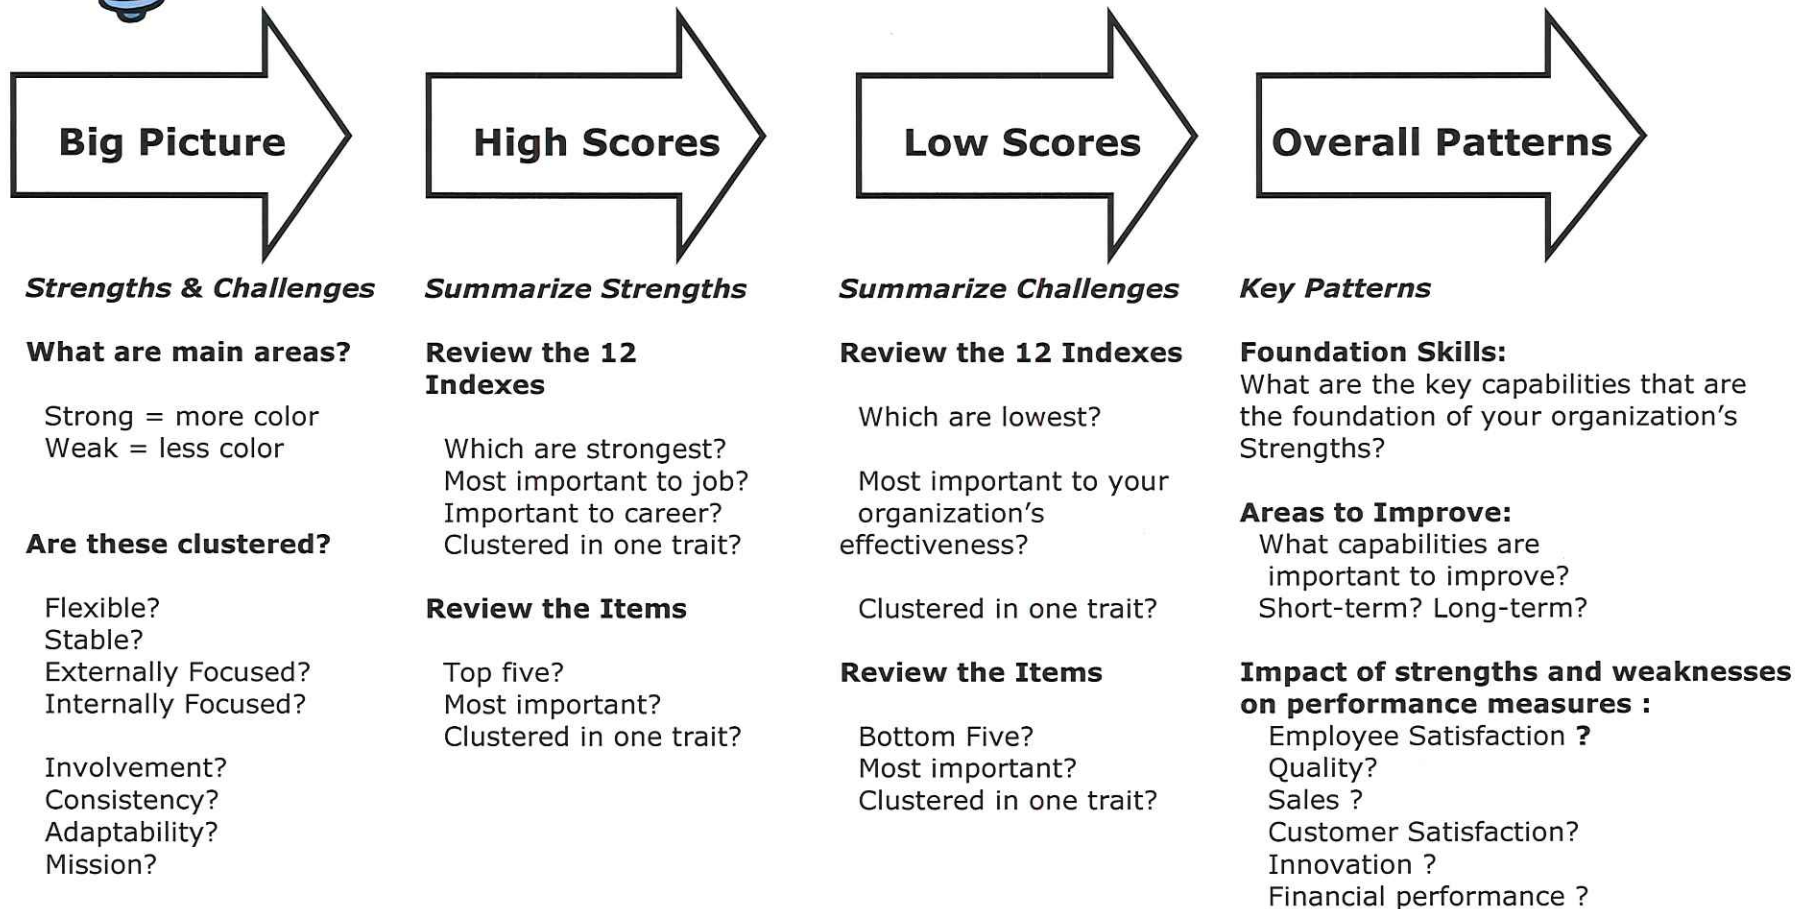 Big Picture
High Scores
Low Scores
Overall Patterns
Strengths & Challenges
What are main areas?
Strong = more color
Weak = less color
Are these clustered?
Flexible?
Stable?
Externally Focused?
Internally Focused?
Involvement?
Consistency?
Adaptability?
Mission?
Summarize Strengths
Review the 12
Indexes
Which are strongest?
Most important to job?
Important to career?
Clustered in one trait?
Review the Items
Top five?
Most important?
Clustered in one trait?
Summarize Challenges
Review the 12 Indexes
Which are lowest?
Most important to your
organization's
effectiveness?
Clustered in one trait?
Review the Items
Bottom Five?
Most important?
Clustered in one trait?
Key Patterns
Foundation Skills:
What are the key capabilities that are
the foundation of your organization's
Strengths?
Areas to Improve:
What capabilities are
important to improve?
Short-term? Long-term?
Impact of strengths and weaknesses
on performance measures :
Employee Satisfaction ?
Quality?
Sales ?
Customer Satisfaction?
Innovation ?
Financial performance ?